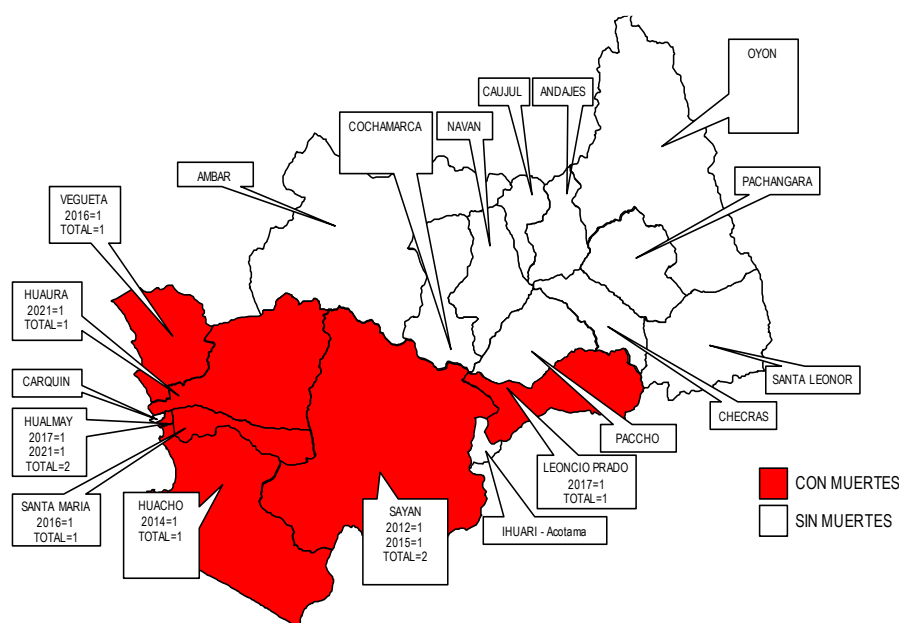 OYON
CAUJUL
ANDAJES
COCHAMARCA
NAVAN
AMBAR
PACHANGARA
VEGUETA
2016=1
TOTAL=1
HUAURA
2021=1
TOTAL=1
CARQUIN
HUALMAY
2017=1
2021=1
TOTAL=2
SANTA MARIA
2016=1
TOTAL=1
HUACHO
2014=1
TOTAL=1
SAYAN
2012=1
2015=1
TOTAL=2
IHUARI - Acotama
LEONCIO PRADO
2017=1
TOTAL=1
PACCHO
CHECRAS
SANTA LEONOR
CON MUERTES
SIN MUERTES